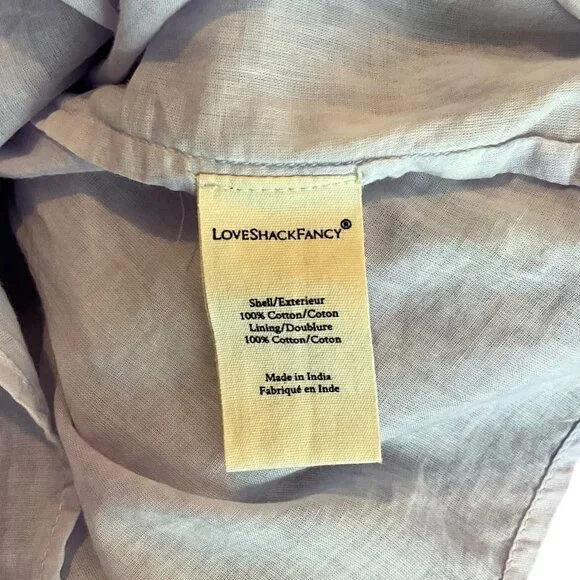 LoveShackFancy®
Shell/Exterieur
100% Cotton/Coton
Lining/Doublure
100% Cotton/Coton
Made in India
Fabriqué en Inde